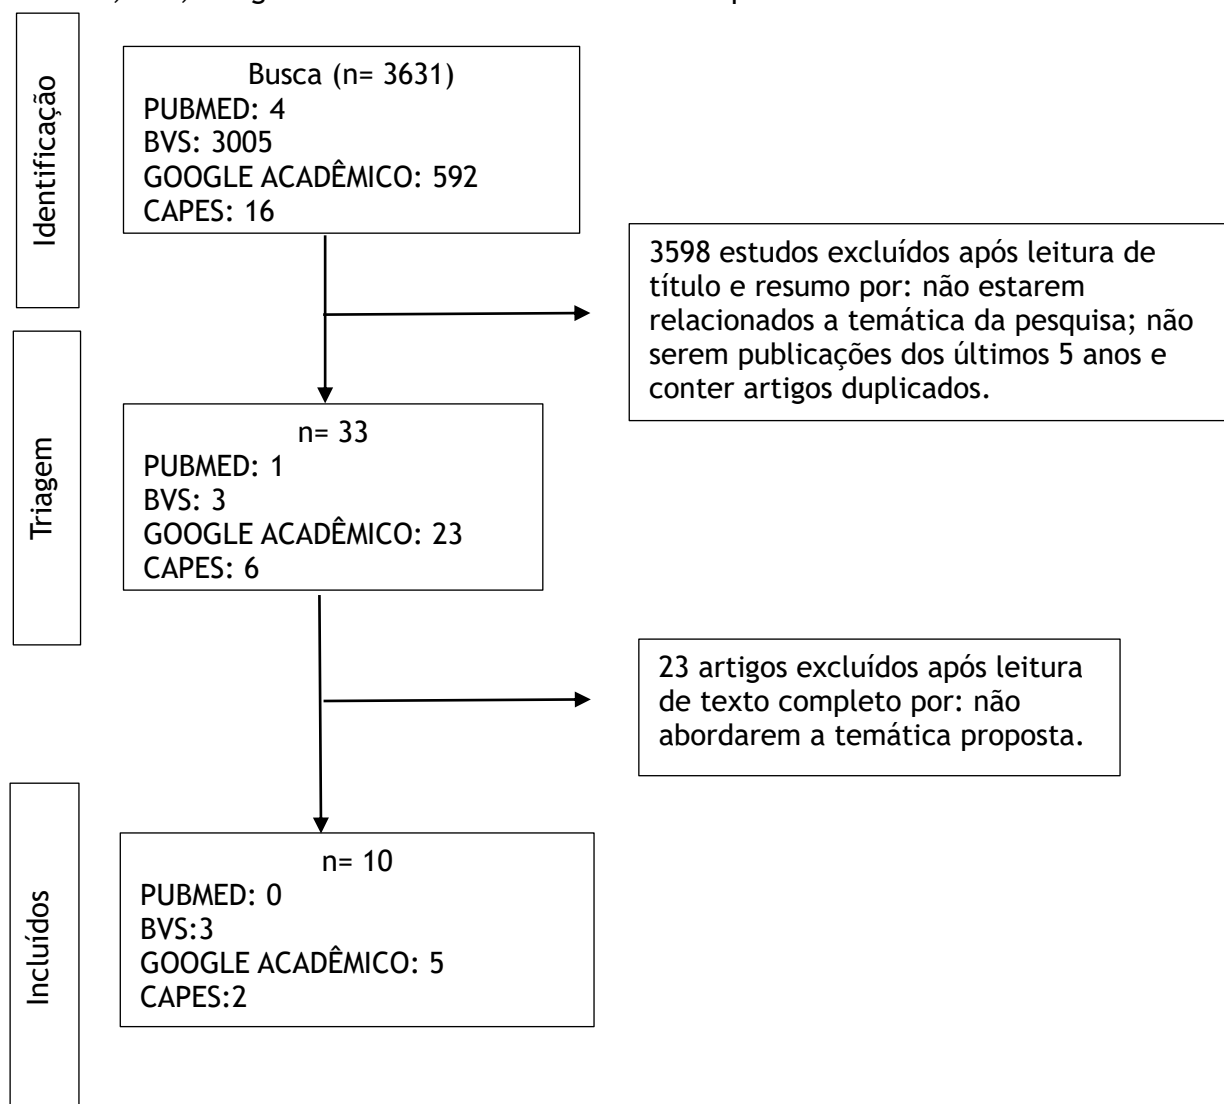 Identificação
Busca (n= 3631)
PUBMED: 4
BVS: 3005
GOOGLE ACADÊMICO: 592
CAPES: 16
3598 estudos excluídos após leitura de
título e resumo por: não estarem
relacionados a temática da pesquisa; não
serem publicações dos últimos 5 anos e
conter artigos duplicados.
Triagem
n= 33
PUBMED: 1
BVS: 3
GOOGLE ACADÊMICO: 23
CAPES: 6
23 artigos excluídos após leitura
de texto completo por: não
abordarem a temática proposta.
Incluídos
n= 10
PUBMED: 0
BVS:3
GOOGLE ACADÊMICO: 5
CAPES:2